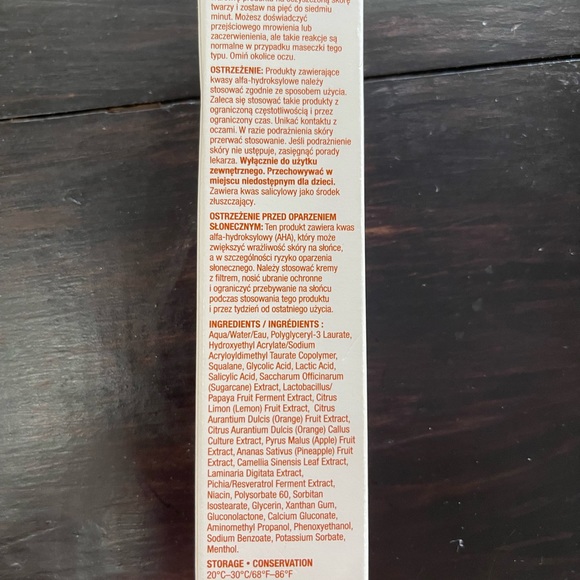 produktu na oczyszczoną skórę
twarzy i zostaw na pięć do siedmiu
minut. Możesz doświadczyć
przejściowego mrowienia lub
zaczerwienienia, ale takie reakcje są
normalne w przypadku maseczki tego
typu. Omiń okolice oczu.
OSTRZEŻENIE: Produkty zawierające
kwasy alfa-hydroksylowe należy
stosować zgodnie ze sposobem użycia.
Zaleca się stosować takie produkty z
ograniczoną częstotliwością i przez
ograniczony czas. Unikać kontaktu z
oczami. W razie podrażnienia skóry
przerwać stosowanie. Jeśli podrażnienie
skóry nie ustępuje, zasięgnąć porady
lekarza. Wyłącznie do użytku
zewnętrznego. Przechowywać w
miejscu niedostępnym dla dzieci.
Zawiera kwas salicylowy jako środek
złuszczający.
OSTRZEŻENIE PRZED OPARZENIEM
SŁONECZNYM: Ten produkt zawiera kwas
alfa-hydroksylowy (AHA), który może
zwiększyć wrażliwość skóry na słońce,
a w szczególności ryzyko oparzenia
słonecznego. Należy stosować kremy
z filtrem, nosić ubranie ochronne
i ograniczyć przebywanie na słońcu
podczas stosowania tego produktu
i przez tydzień od ostatniego użycia.
INGREDIENTS / INGRÉDIENTS :
Aqua/Water/Eau, Polyglyceryl-3 Laurate,
Hydroxyethyl Acrylate/Sodium
Acryloyldimethyl Taurate Copolymer,
Squalane, Glycolic Acid, Lactic Acid,
Salicylic Acid, Saccharum Officinarum
(Sugarcane) Extract, Lactobacillus/
Papaya Fruit Ferment Extract, Citrus
Limon (Lemon) Fruit Extract, Citrus
Aurantium Dulcis (Orange) Fruit Extract,
Citrus Aurantium Dulcis (Orange) Callus
Culture Extract, Pyrus Malus (Apple) Fruit
Extract, Ananas Sativus (Pineapple) Fruit
Extract, Camellia Sinensis Leaf Extract,
Laminaria Digitata Extract,
Pichia/Resveratrol Ferment Extract,
Niacin, Polysorbate 60, Sorbitan
Isostearate, Glycerin, Xanthan Gum,
Gluconolactone, Calcium Gluconate,
Aminomethyl Propanol, Phenoxyethanol,
Sodium Benzoate, Potassium Sorbate,
Menthol.
STORAGE • CONSERVATION
20°C–30°C/68°F–86°F